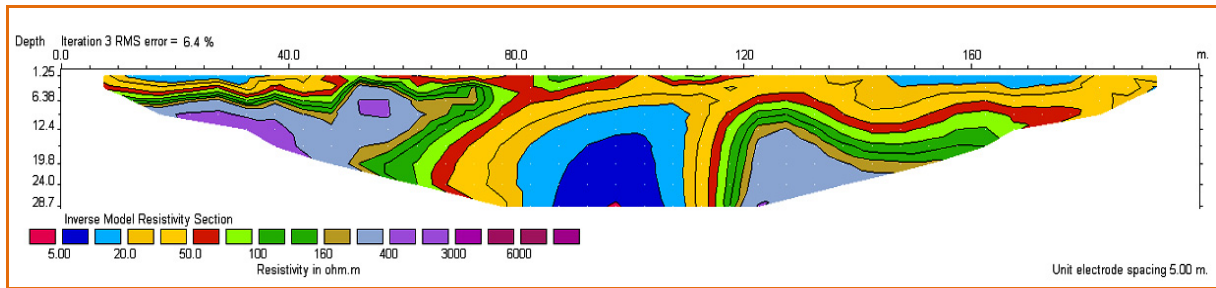 Depth Iteration 3 RMS error = 6.4 %
0.0 40.0 80.0 120 160 m.
1.25
6.38
12.4
19.8
24.0
28.7
Inverse Model Resistivity Section
5.00 20.0 50.0 100 160 400 3000 6000
Resistivity in ohm.m Unit electrode spacing 5.00 m.